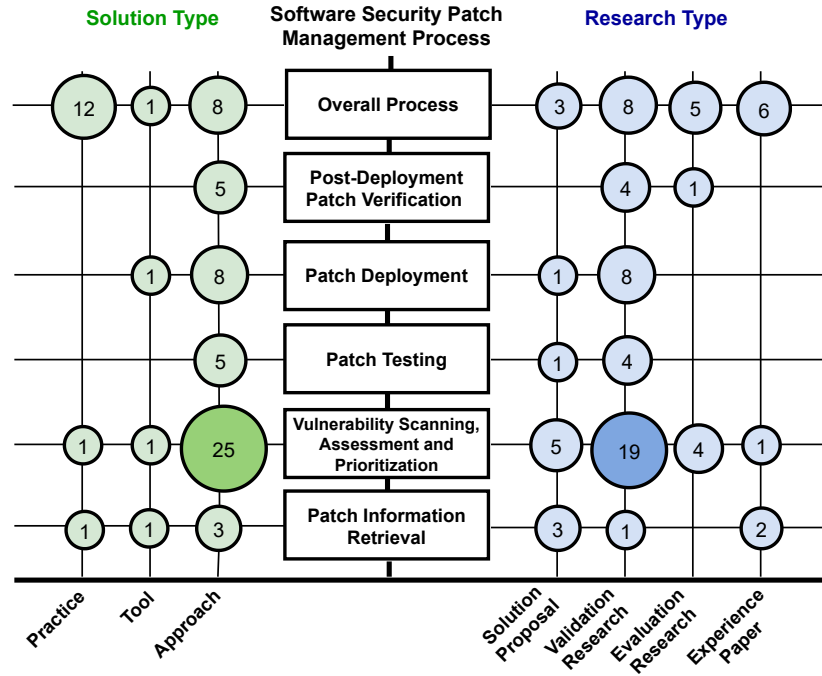 Solution Type
Software Security Patch
Management Process
Research Type
12
1
8
Overall Process
3
8
5
6
5
Post-Deployment
Patch Verification
4
1
1
8
Patch Deployment
1
8
5
Patch Testing
1
4
1
1
25
Vulnerability Scanning,
Assessment and
Prioritization
5
19
4
1
1
1
3
Patch Information
Retrieval
3
1
2
Practice
Tool
Approach
Solution
Proposal
Validation
Research
Evaluation
Research
Experience
Paper